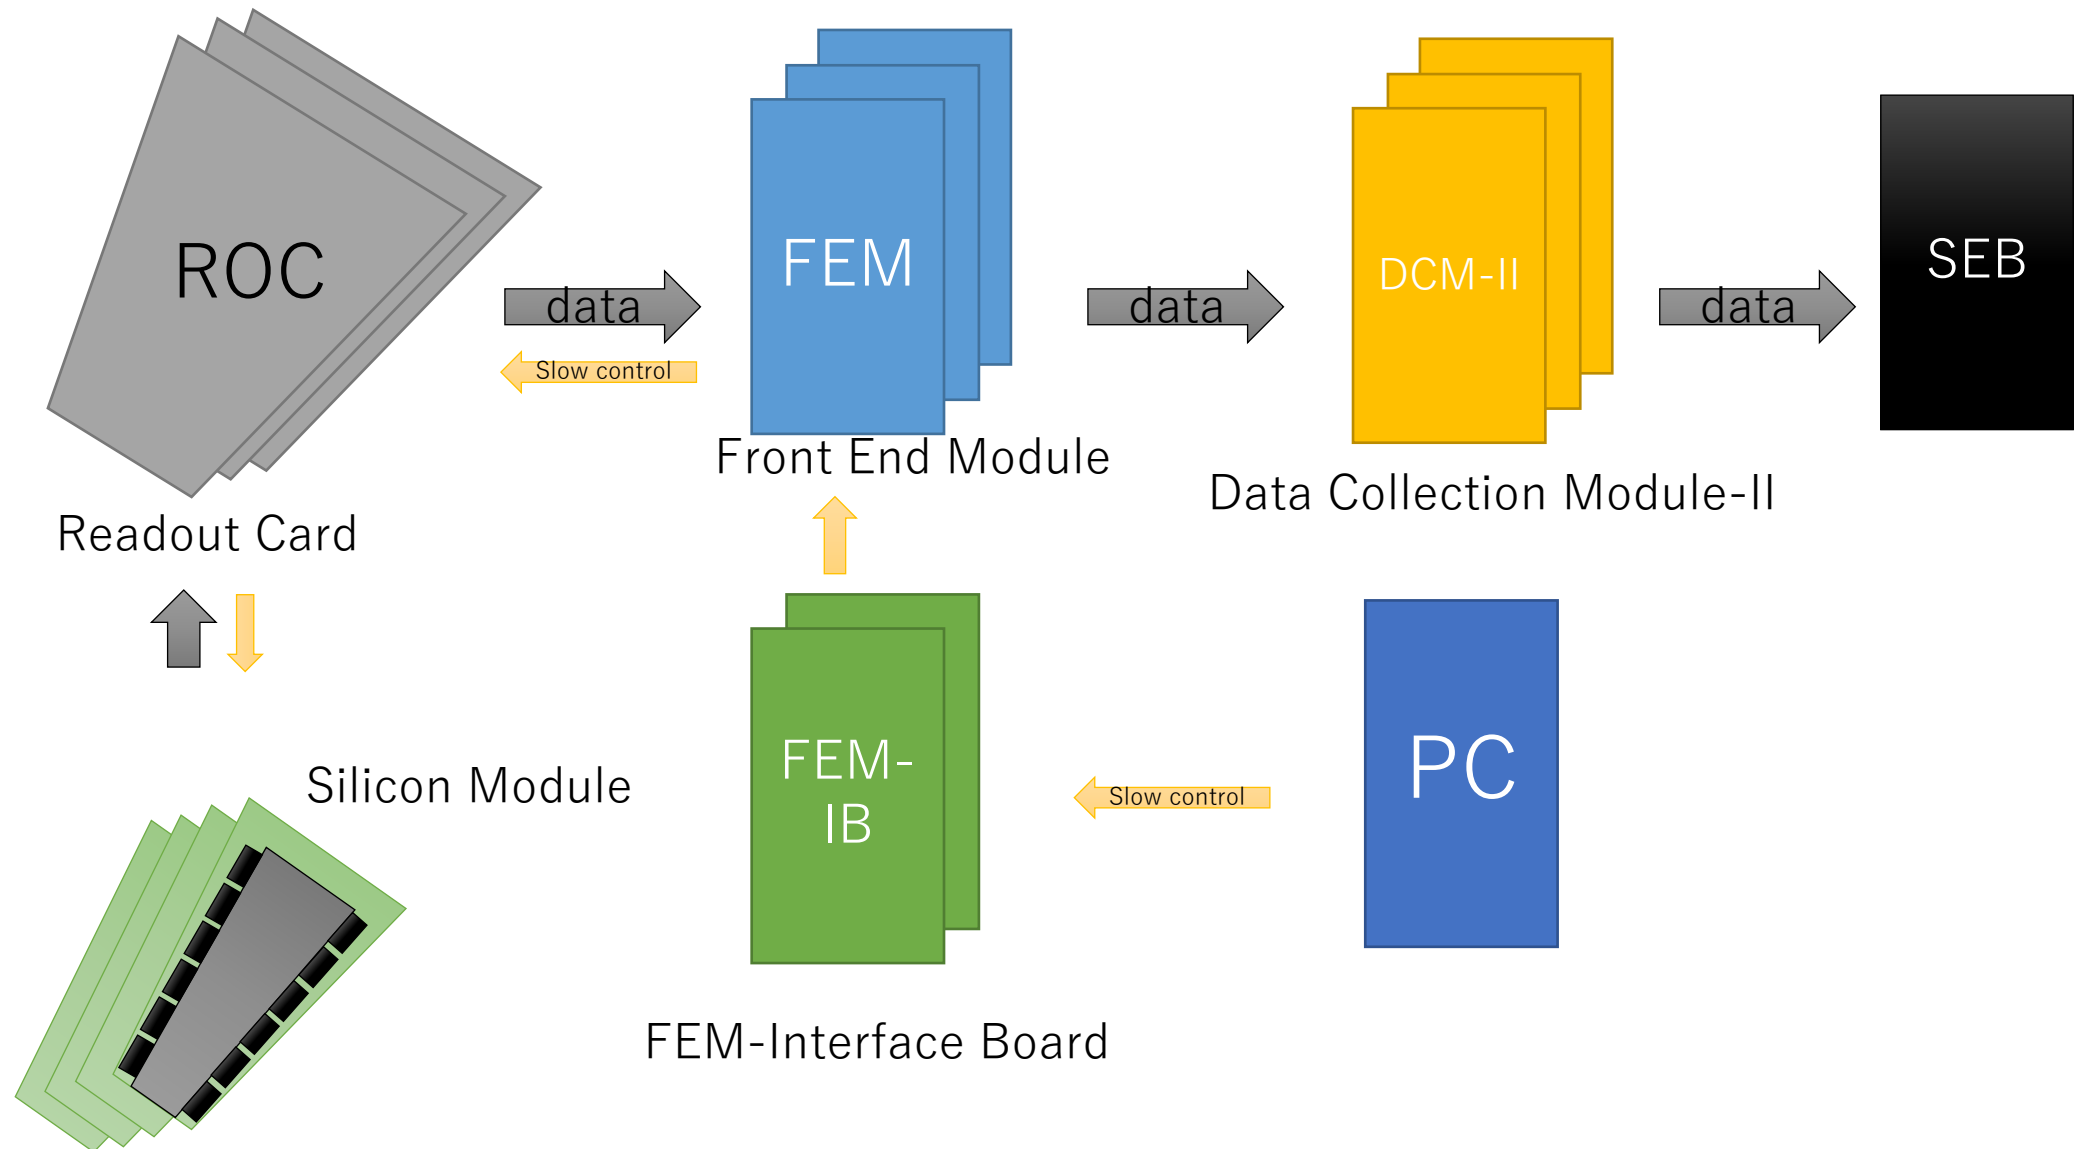 ROC
FEM
DCM-II
SEB
data
data
data
Slow control
Front End Module
Data Collection Module-II
Readout Card
Silicon Module
FEM-
IB
Slow control
PC
FEM-Interface Board